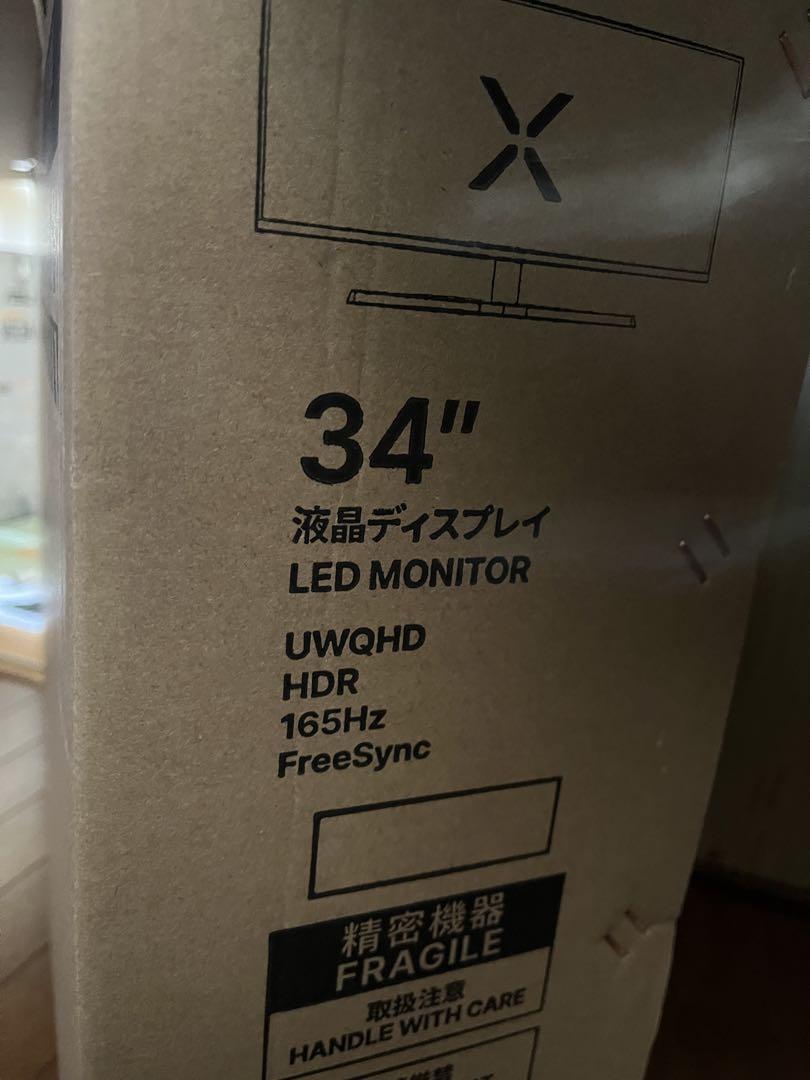 34"
液晶ディスプレイ
LED MONITOR
UWQHD
HDR
165Hz
FreeSync
精密機器
FRAGILE
取扱注意
HANDLE WITH CARE